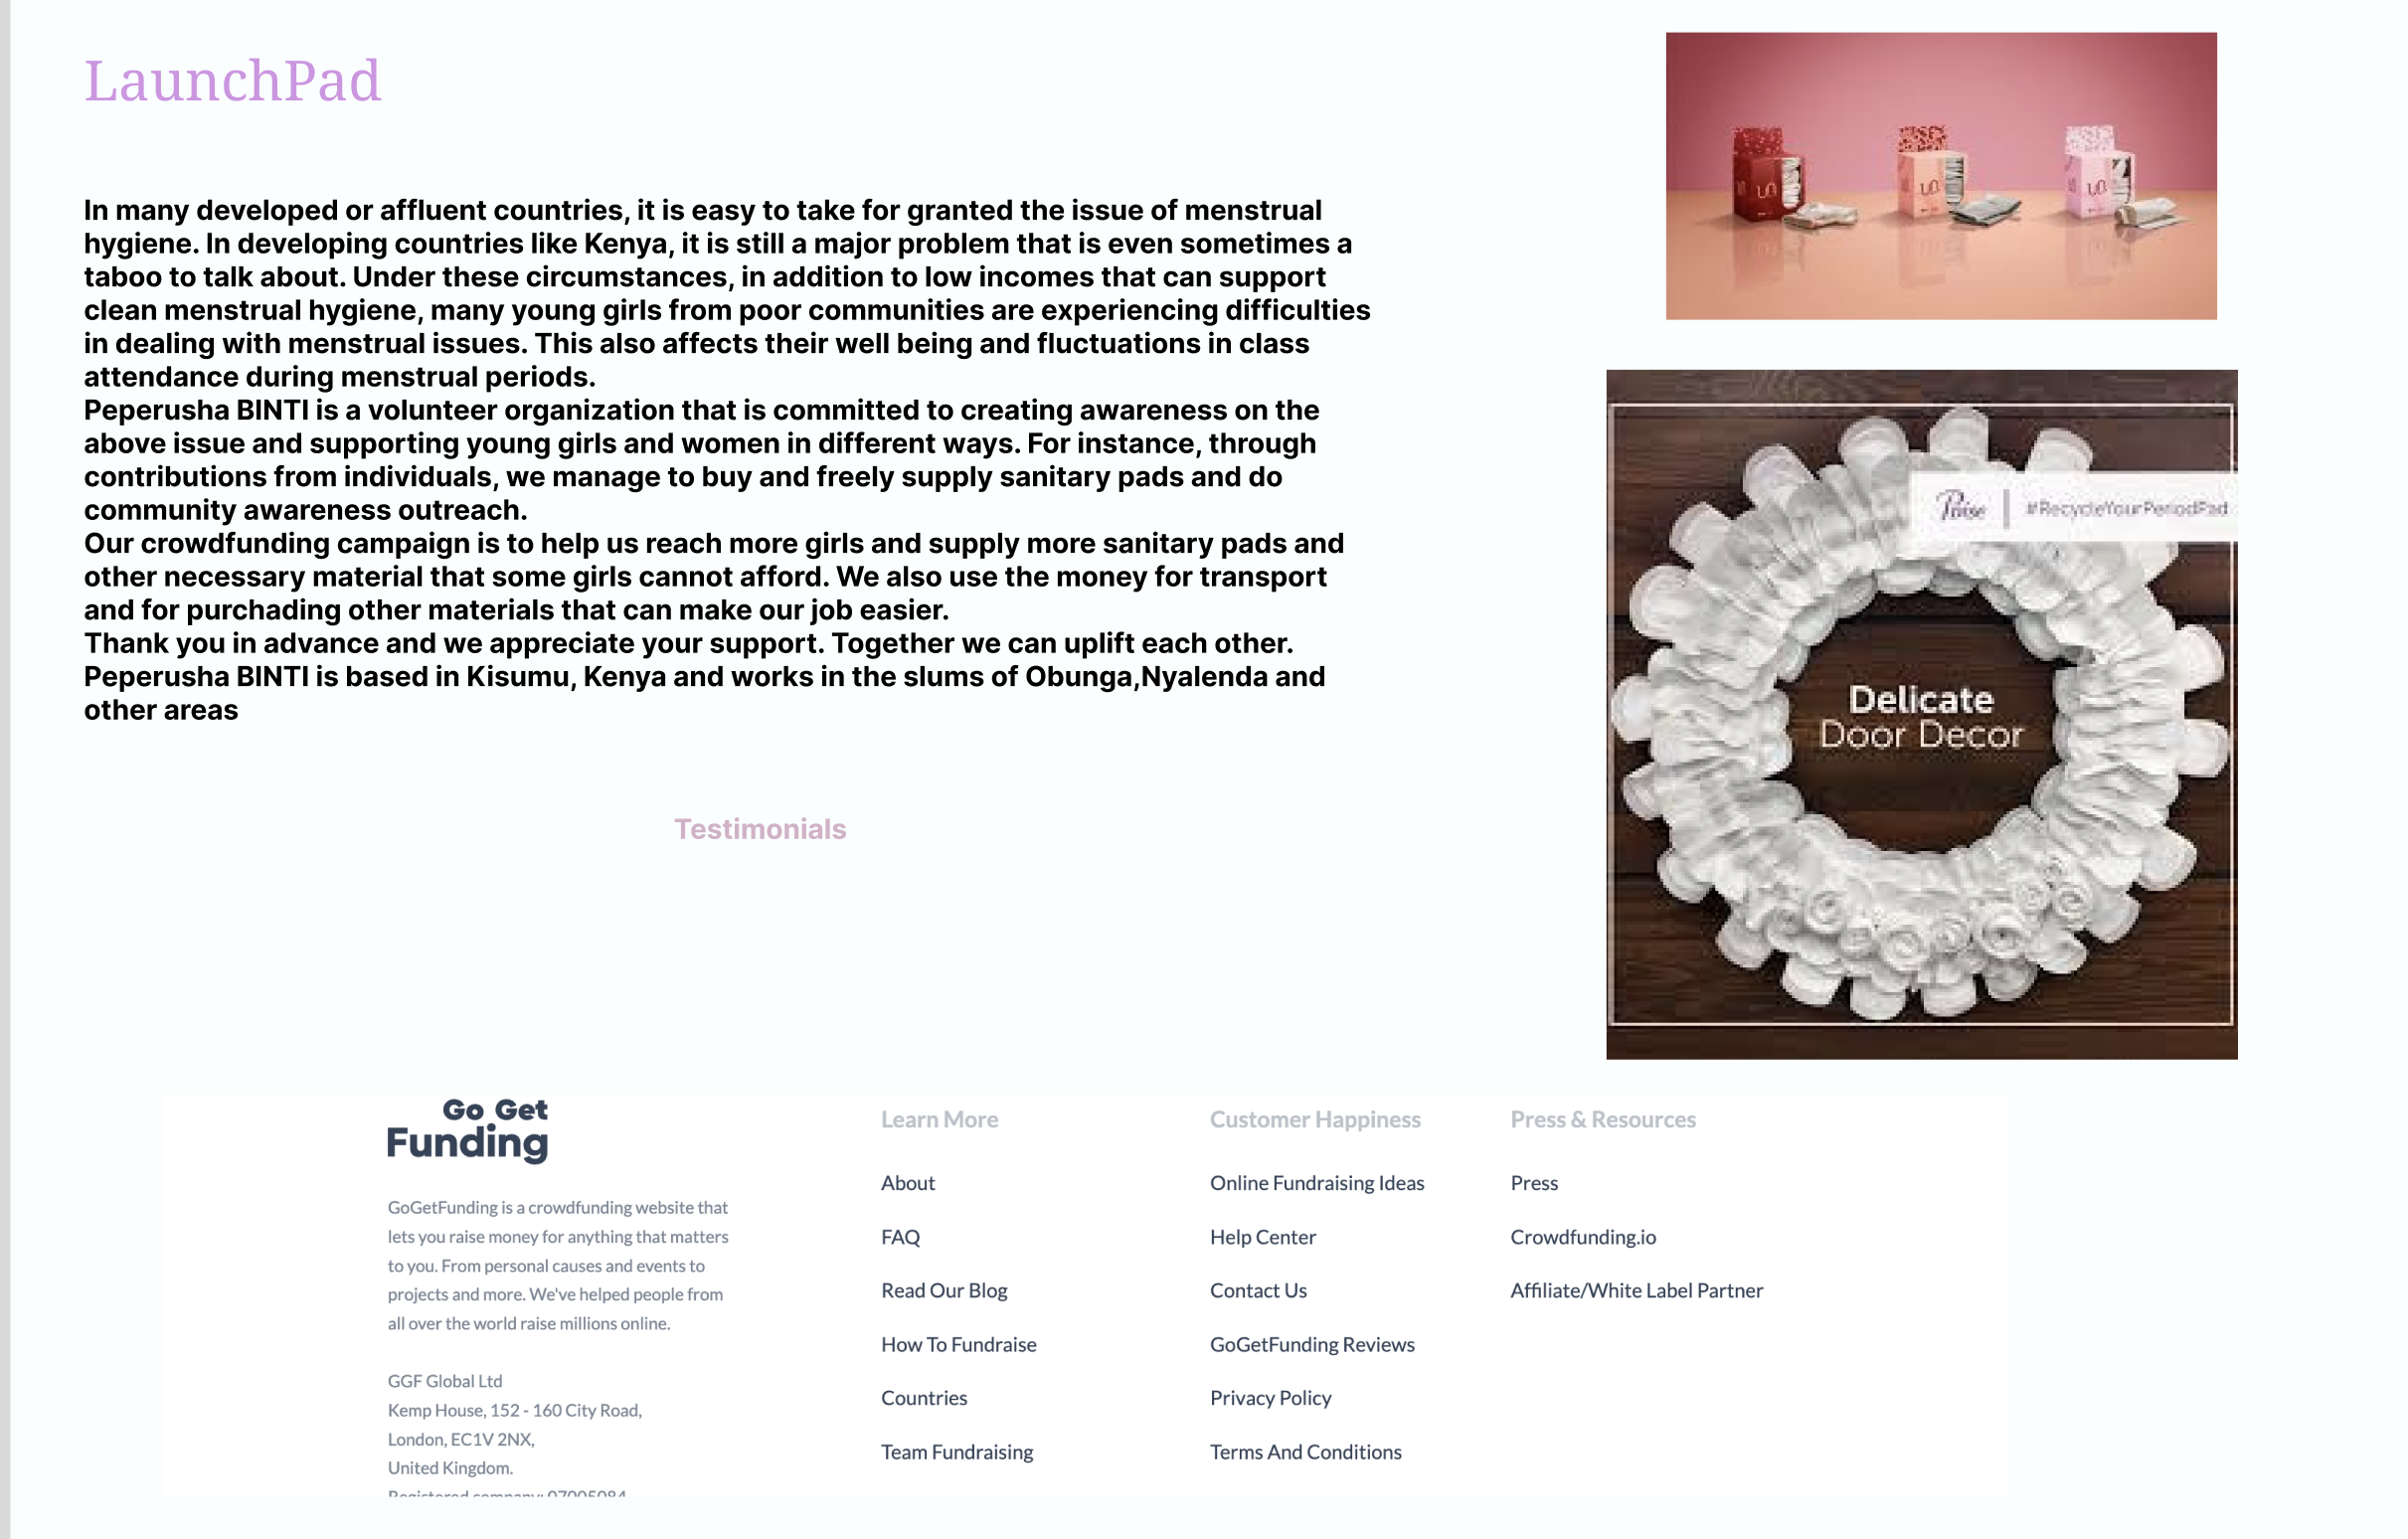 LaunchPad
In many developed or affluent countries, it is easy to take for granted the issue of menstrual
hygiene. In developing countries like Kenya, it is still a major problem that is even sometimes a
taboo to talk about. Under these circumstances, in addition to low incomes that can support
clean menstrual hygiene, many young girls from poor communities are experiencing difficulties
in dealing with menstrual issues. This also affects their well being and fluctuations in class
attendance during menstrual periods.
Peperusha BINTI is a volunteer organization that is committed to creating awareness on the
above issue and supporting young girls and women in different ways. For instance, through
contributions from individuals, we manage to buy and freely supply sanitary pads and do
community awareness outreach.
Our crowdfunding campaign is to help us reach more girls and supply more sanitary pads and
other necessary material that some girls cannot afford. We also use the money for transport
and for purchading other materials that can make our job easier.
Thank you in advance and we appreciate your support. Together we can uplift each other.
Peperusha BINTI is based in Kisumu, Kenya and works in the slums of Obunga,Nyalenda and
other areas
Testimonials
#RecycleYourPeriodPad
Delicate
Door Decor
Go Get
Funding
GoGetFunding is a crowdfunding website that
lets you raise money for anything that matters
to you. From personal causes and events to
projects and more. We've helped people from
all over the world raise millions online.
GGF Global Ltd
Kemp House, 152 - 160 City Road,
London, EC1V 2NX,
United Kingdom.
Registered company: 07005084
Learn More
About
FAQ
Read Our Blog
How To Fundraise
Countries
Team Fundraising
Customer Happiness
Online Fundraising Ideas
Help Center
Contact Us
GoGetFunding Reviews
Privacy Policy
Terms And Conditions
Press & Resources
Press
Crowdfunding.io
Affiliate/White Label Partner